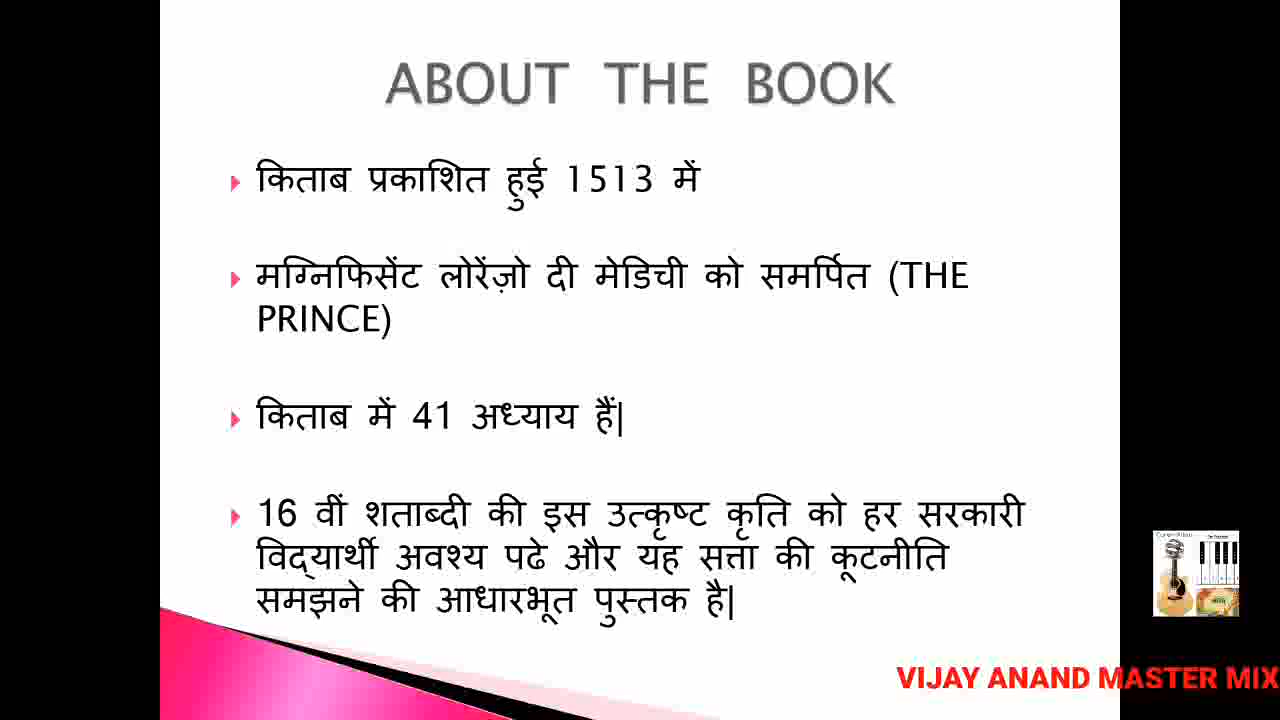 ABOUT THE BOOK
किताब प्रकाशित हुई 1513 में
मग्निफिसेंट लोरेंज़ो दी मेडिची को समर्पित (THE
PRINCE)
किताब में 41 अध्याय हैं|
16 वीं शताब्दी की इस उत्कृष्ट कृति को हर सरकारी
विद्यार्थी अवश्य पढे और यह सत्ता की कूटनीति
समझने की आधारभूत पुस्तक है|
VIJAY ANAND MASTER MIX